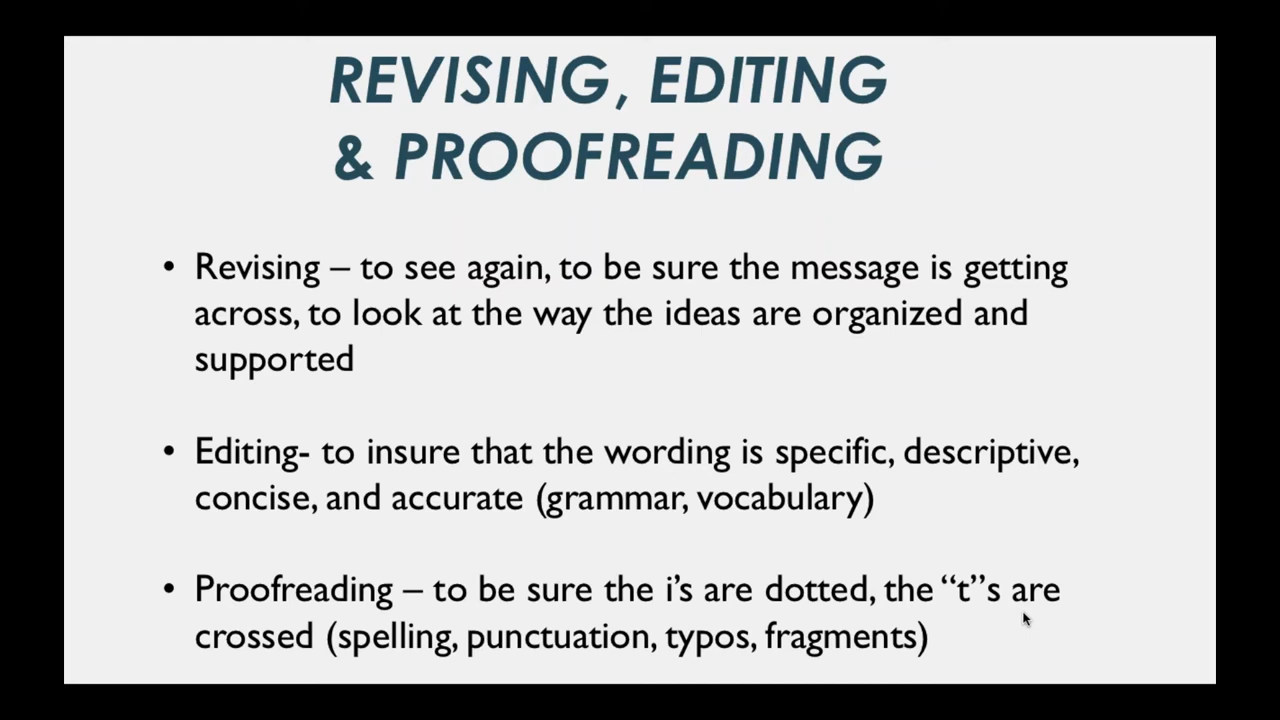 REVISING, EDITING
& PROOFREADING
• Revising – to see again, to be sure the message is getting
across, to look at the way the ideas are organized and
supported
• Editing- to insure that the wording is specific, descriptive,
concise, and accurate (grammar, vocabulary)
• Proofreading – to be sure the i’s are dotted, the “t”s are
crossed (spelling, punctuation, typos, fragments)